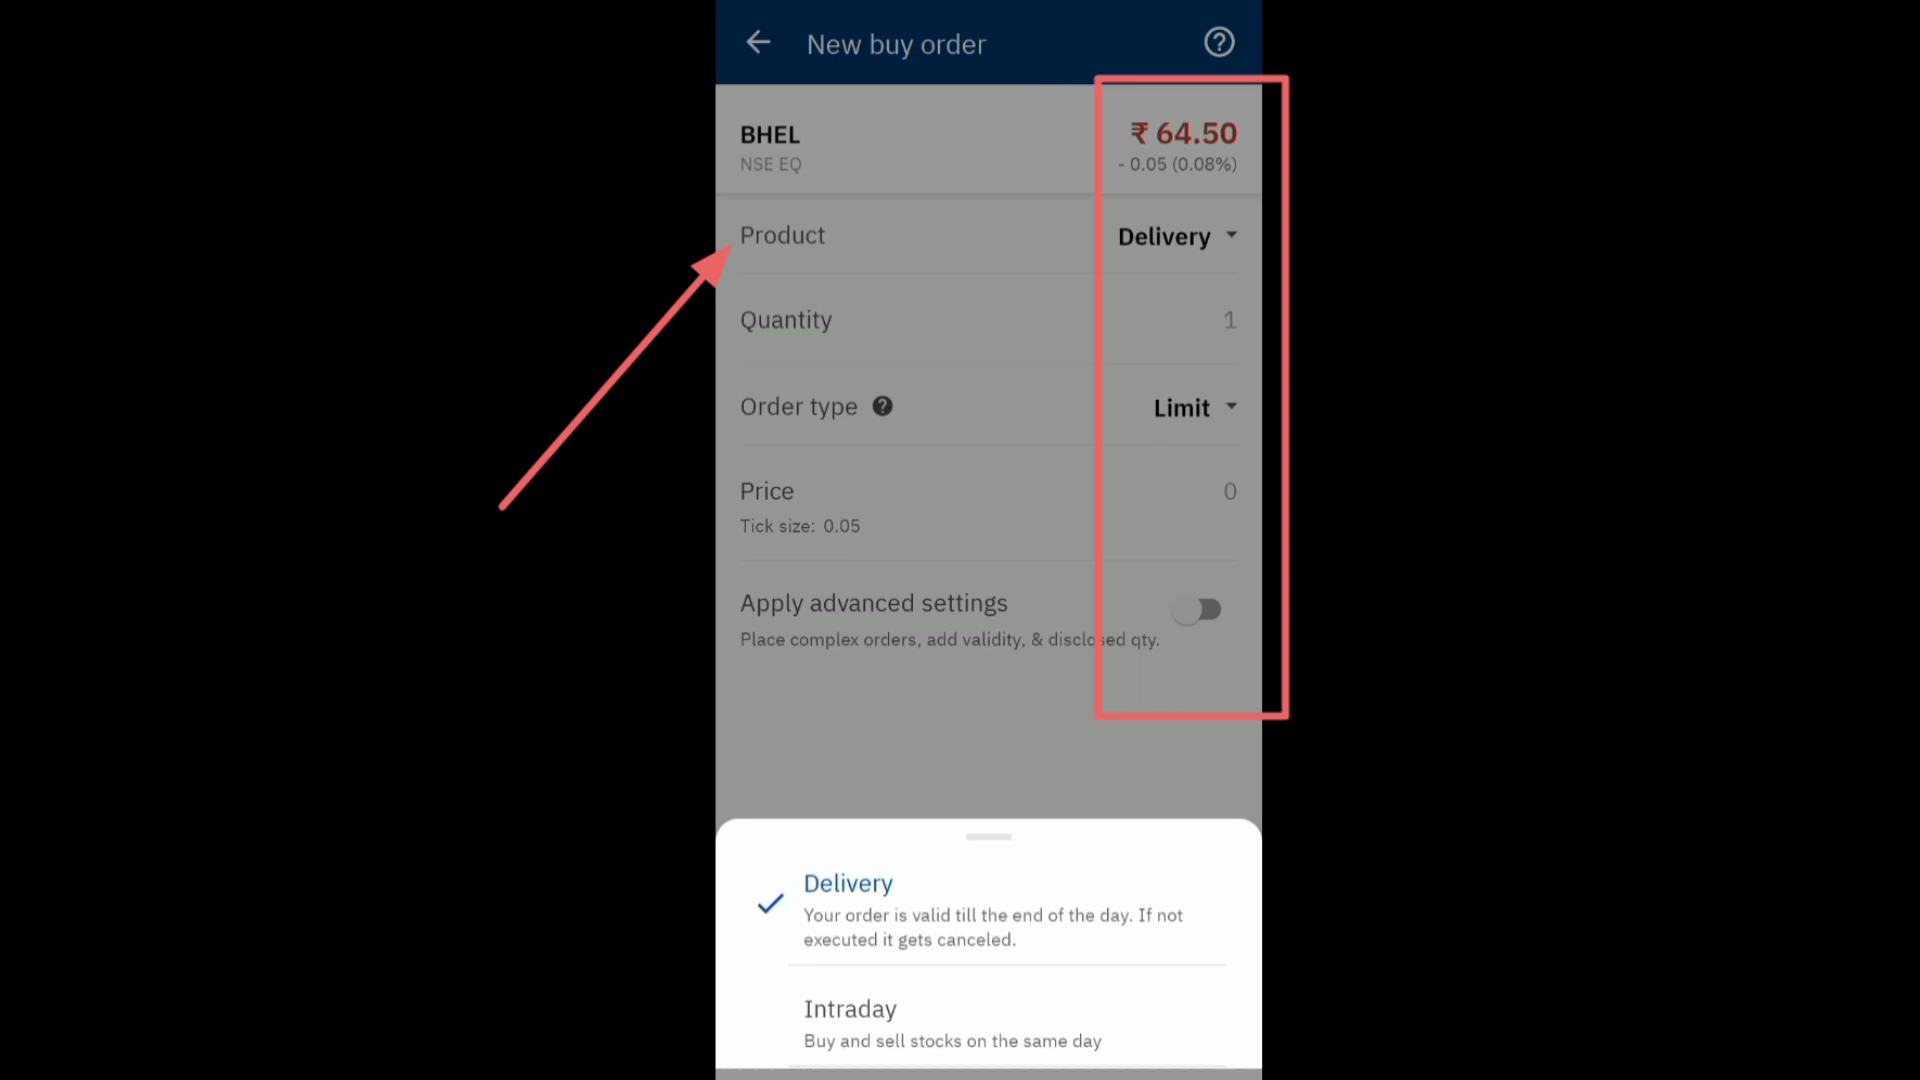 New buy order
BHEL
₹ 64.50
NSE EQ
- 0.05 (0.08%)
Product
Delivery
Quantity
1
Order type
Limit
Price
0
Tick size: 0.05
Apply advanced settings
Place complex orders, add validity, & disclosed qty.
Delivery
Your order is valid till the end of the day. If not
executed it gets canceled.
Intraday
Buy and sell stocks on the same day